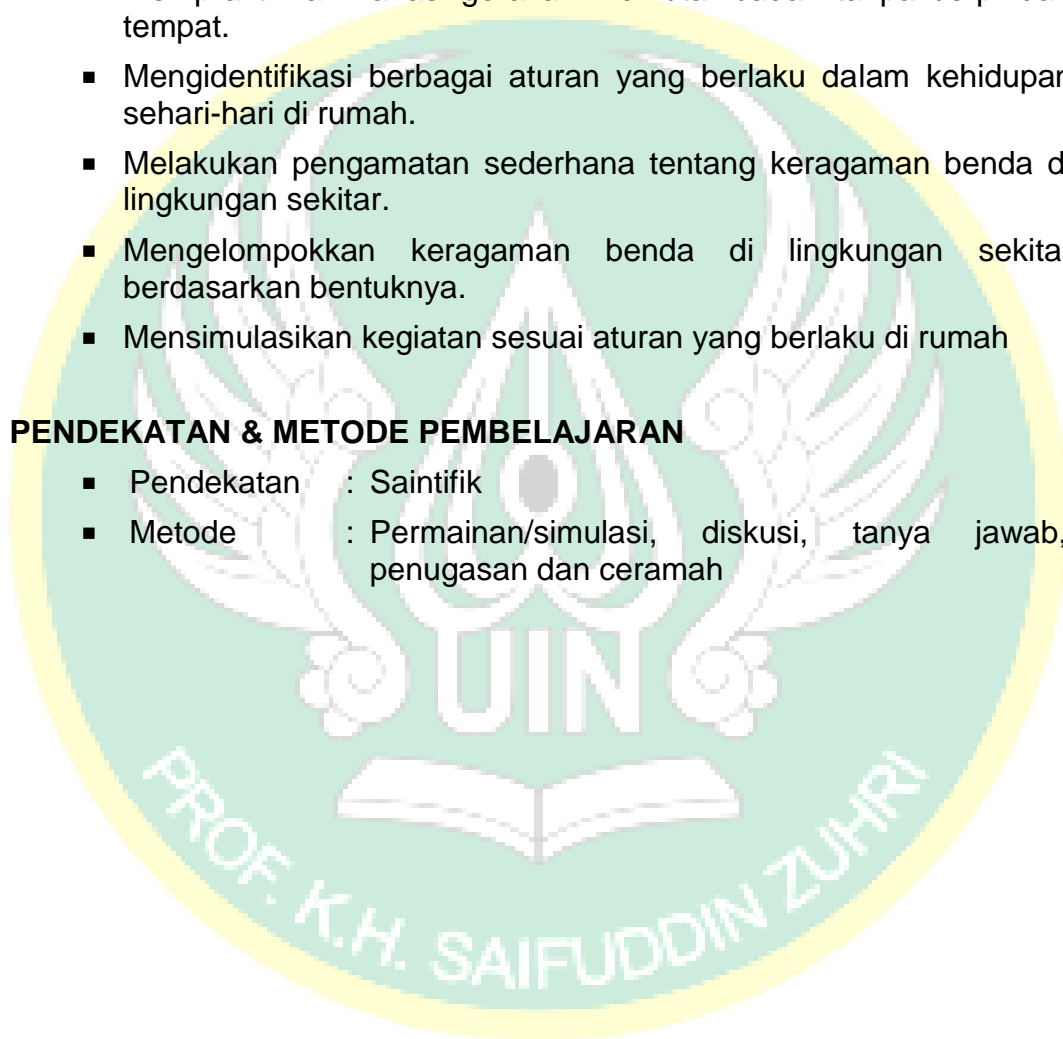 tempat.
▪ Mengidentifikasi berbagai aturan yang berlaku dalam kehidupan
sehari-hari di rumah.
▪ Melakukan pengamatan sederhana tentang keragaman benda d
lingkungan sekitar.
▪ Mengelompokkan keragaman benda di lingkungan sekita
berdasarkan bentuknya.
▪ Mensimulasikan kegiatan sesuai aturan yang berlaku di rumah
PENDEKATAN & METODE PEMBELAJARAN
▪ Pendekatan : Saintifik
▪ Metode : Permainan/simulasi, diskusi, tanya jawab,
penugasan dan ceramah
UIN
PROF. K.H. SAIFUDDIN ZUHRI